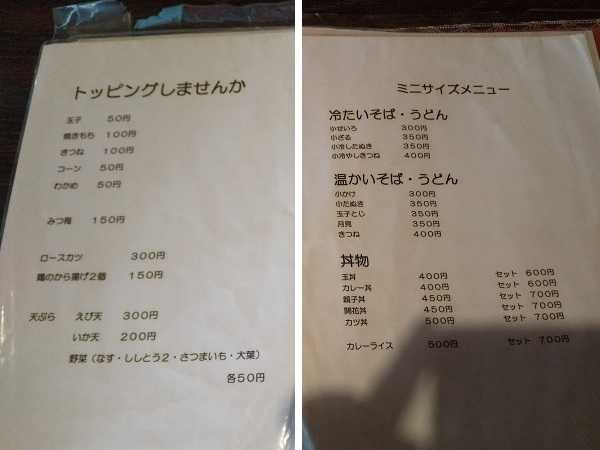 トッピングしませんか
玉子 50円
焼きもち 100円
きつね 100円
コーン 50円
わかめ 50円
みつ梅 150円
ロースカツ 300円
鶏のから揚げ2個 150円
天ぷら えび天 300円
いか天 200円
野菜(なす・ししとう2・さつまいも・大葉)
各50円
ミニサイズメニュー
冷たいそば・うどん
小せいろ 300円
小ざる 350円
小冷したぬき 350円
小冷やしきつね 400円
温かいそば・うどん
小かけ 300円
小たぬき 350円
玉子とじ 350円
月見 350円
きつね 400円
丼物
玉丼 400円 セット 600円
カレー丼 400円 セット 600円
親子丼 450円 セット 700円
開花丼 450円 セット 700円
カツ丼 500円 セット 700円
カレーライス 500円 セット 700円